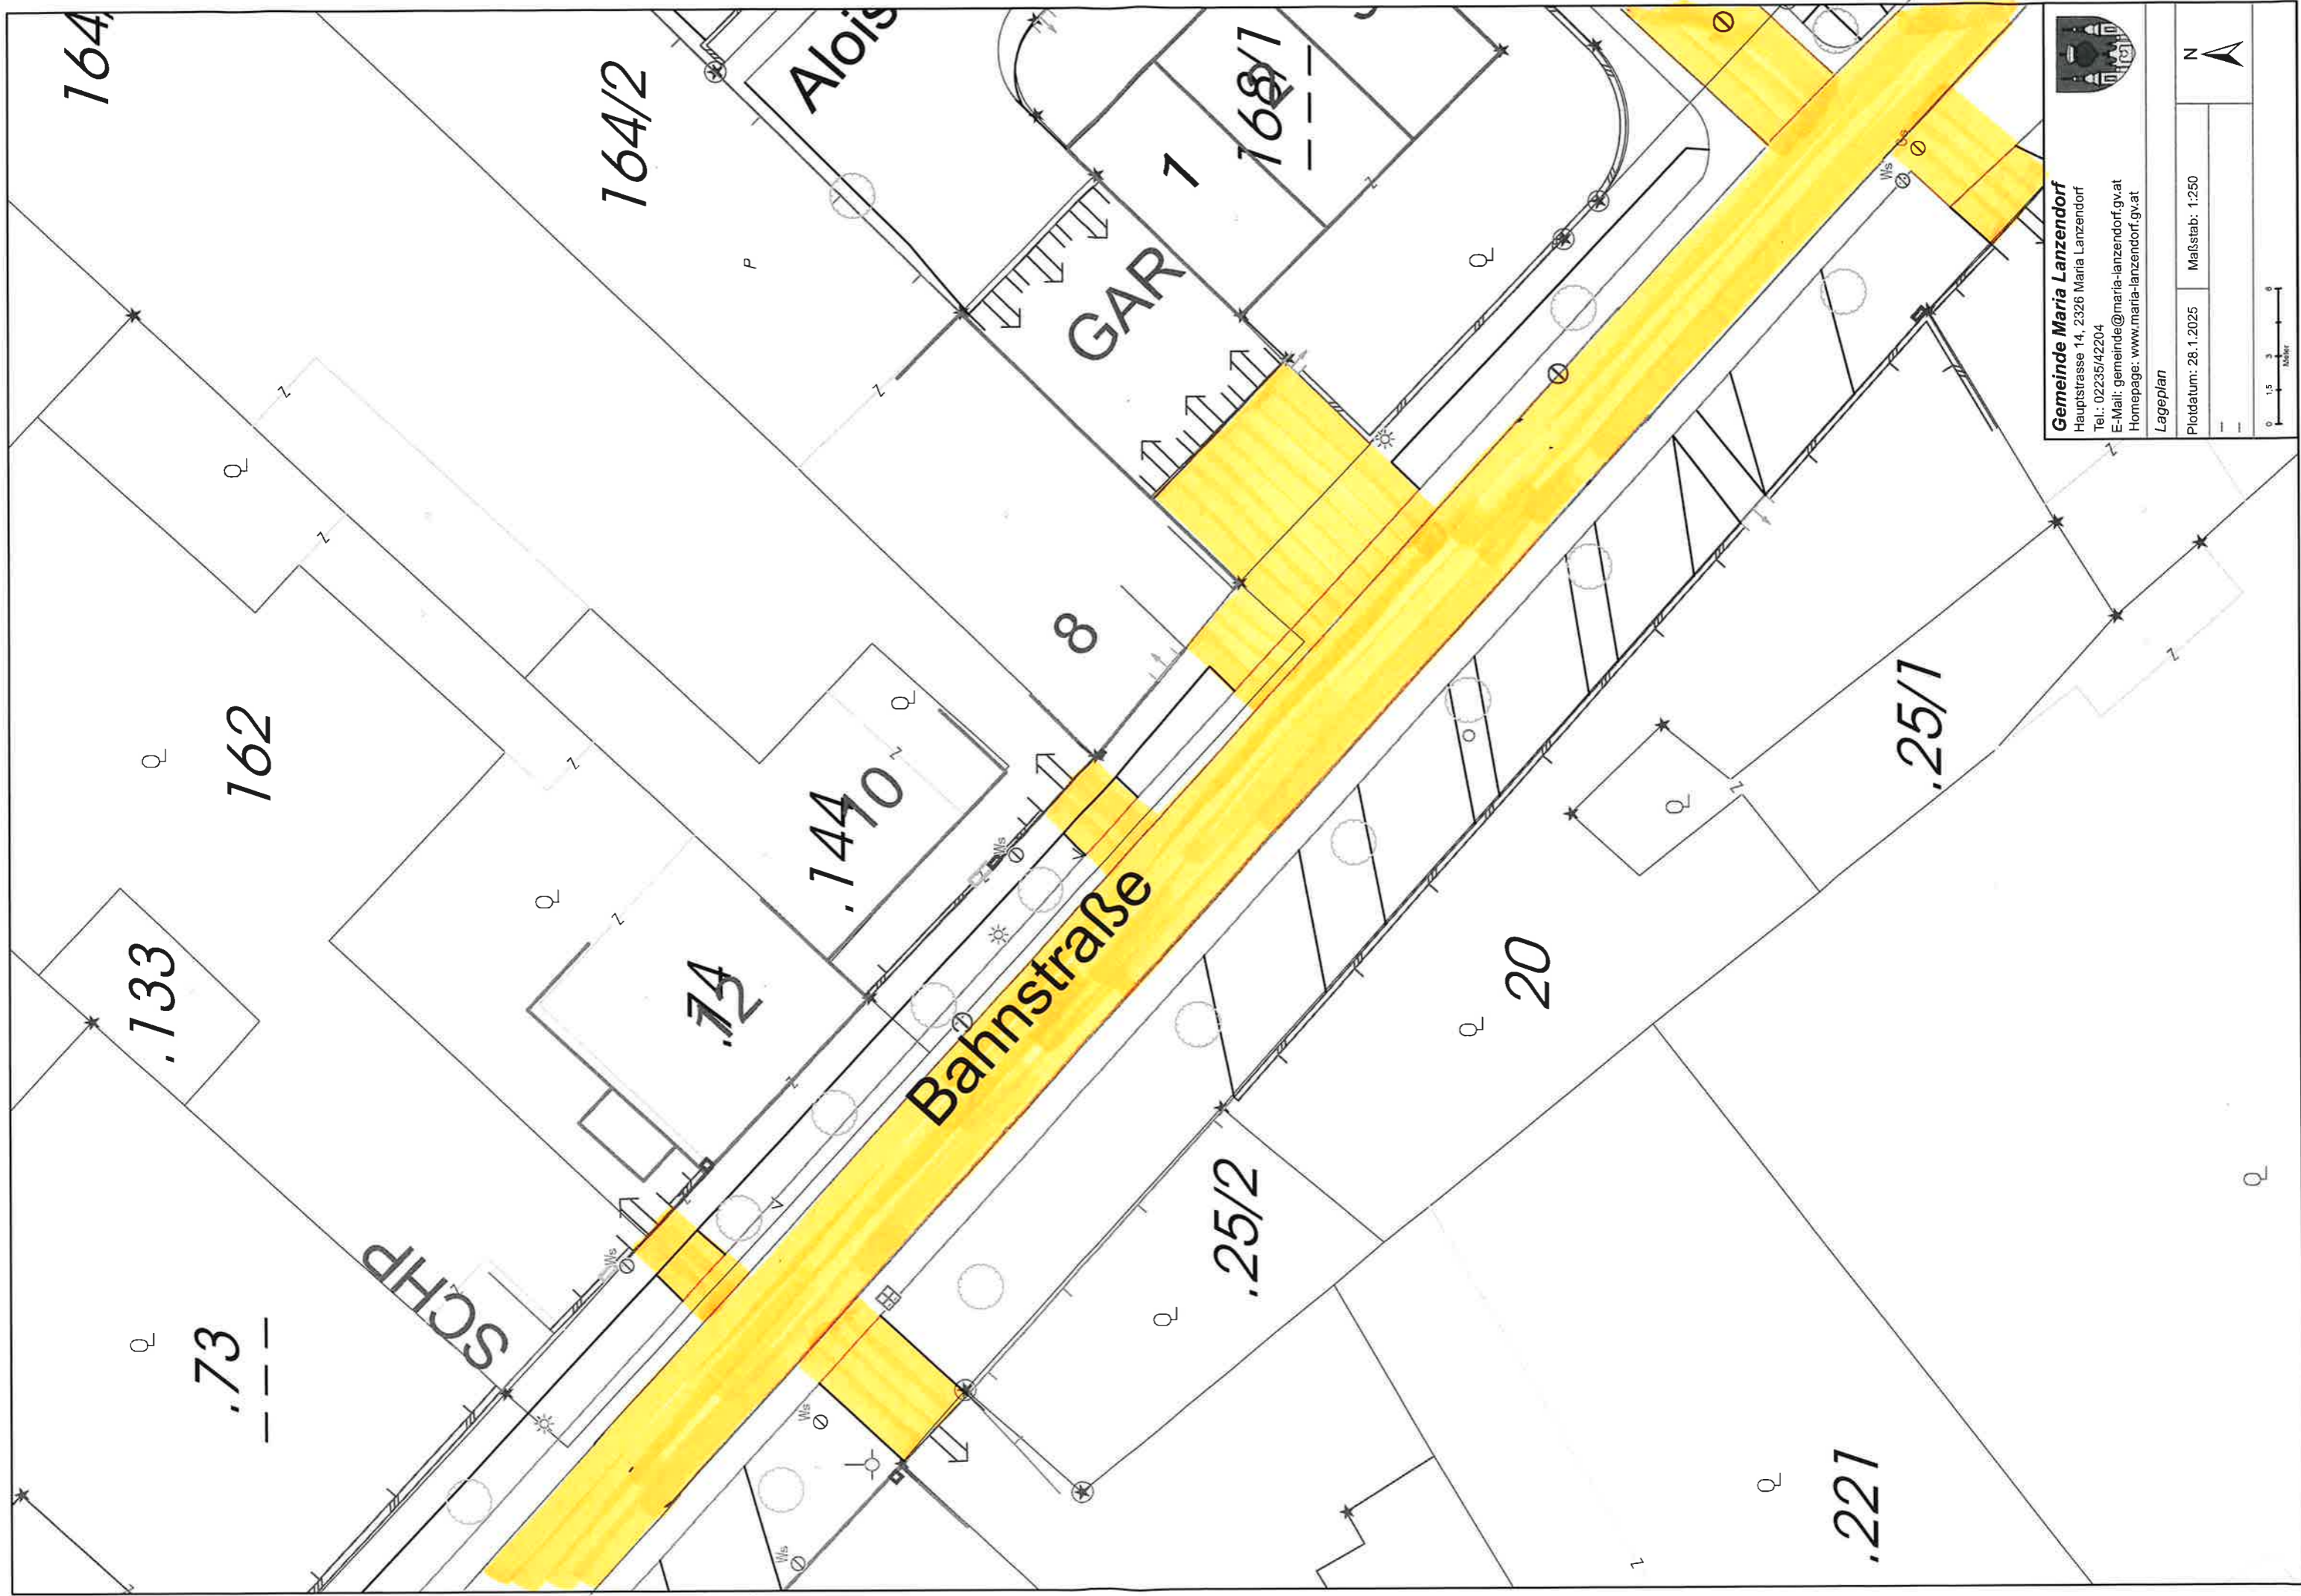 164/
164/2
Alois
168/1
1
GAR
P
8
162
.144
10
.133
.74
12
SCHP
.73
Bahnstraße
.25/1
20
.25/2
.221
Ws
Ws
Ws
Ws
Ws
Gs
Gemeinde Maria Lanzendorf
Hauptstrasse 14, 2326 Maria Lanzendorf
Tel.: 02235/42204
E-Mail: gemeinde@maria-lanzendorf.gv.at
Homepage: www.maria-lanzendorf.gv.at
Lageplan
Plotdatum: 28.1.2025 Maßstab: 1:250
N
0 1,5 3 6
Meter